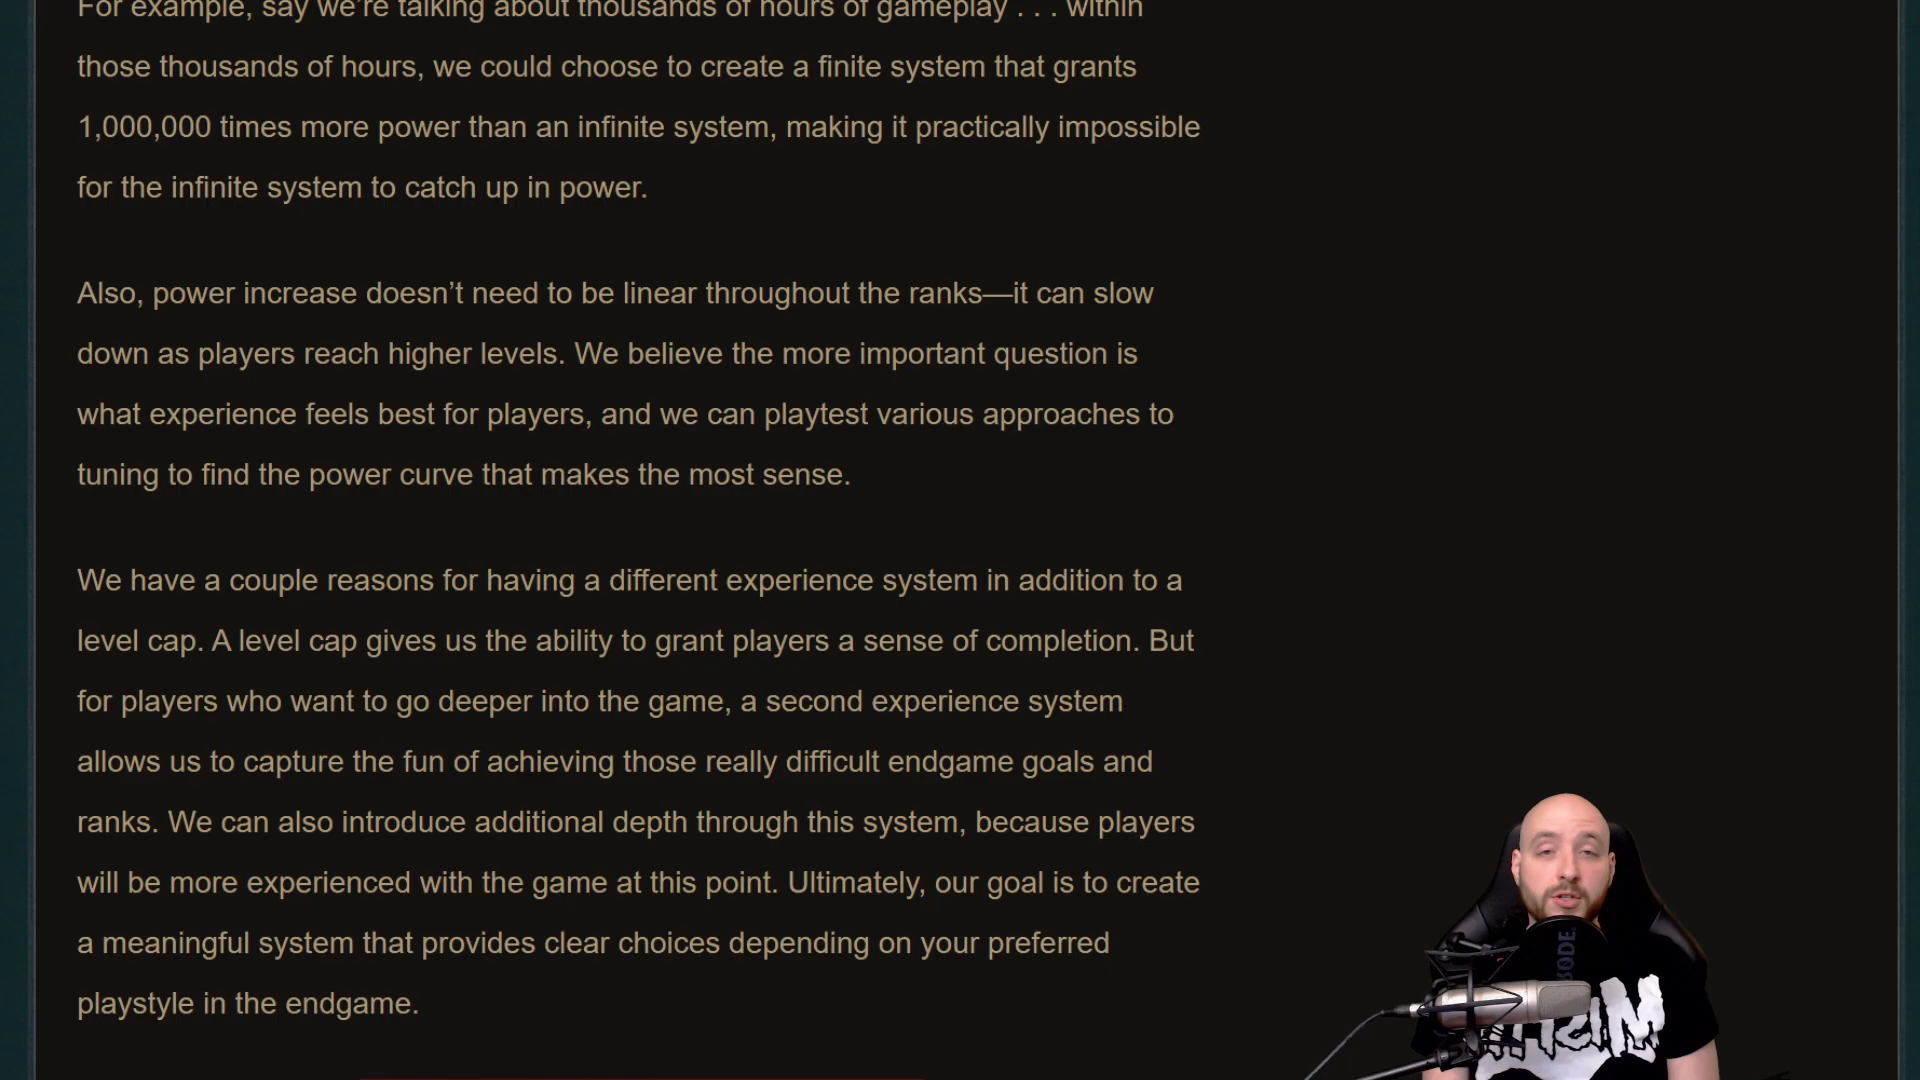 For example, say we're talking about thousands of hours of gameplay . . . within
those thousands of hours, we could choose to create a finite system that grants
1,000,000 times more power than an infinite system, making it practically impossible
for the infinite system to catch up in power.
Also, power increase doesn’t need to be linear throughout the ranks—it can slow
down as players reach higher levels. We believe the more important question is
what experience feels best for players, and we can playtest various approaches to
tuning to find the power curve that makes the most sense.
We have a couple reasons for having a different experience system in addition to a
level cap. A level cap gives us the ability to grant players a sense of completion. But
for players who want to go deeper into the game, a second experience system
allows us to capture the fun of achieving those really difficult endgame goals and
ranks. We can also introduce additional depth through this system, because players
will be more experienced with the game at this point. Ultimately, our goal is to create
a meaningful system that provides clear choices depending on your preferred
playstyle in the endgame.
RODE